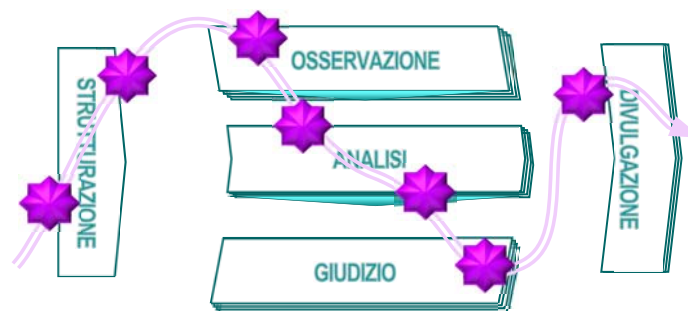 STRUTTURAZIONE
OSSERVAZIONE
ANALISI
GIUDIZIO
DIVULGAZIONE